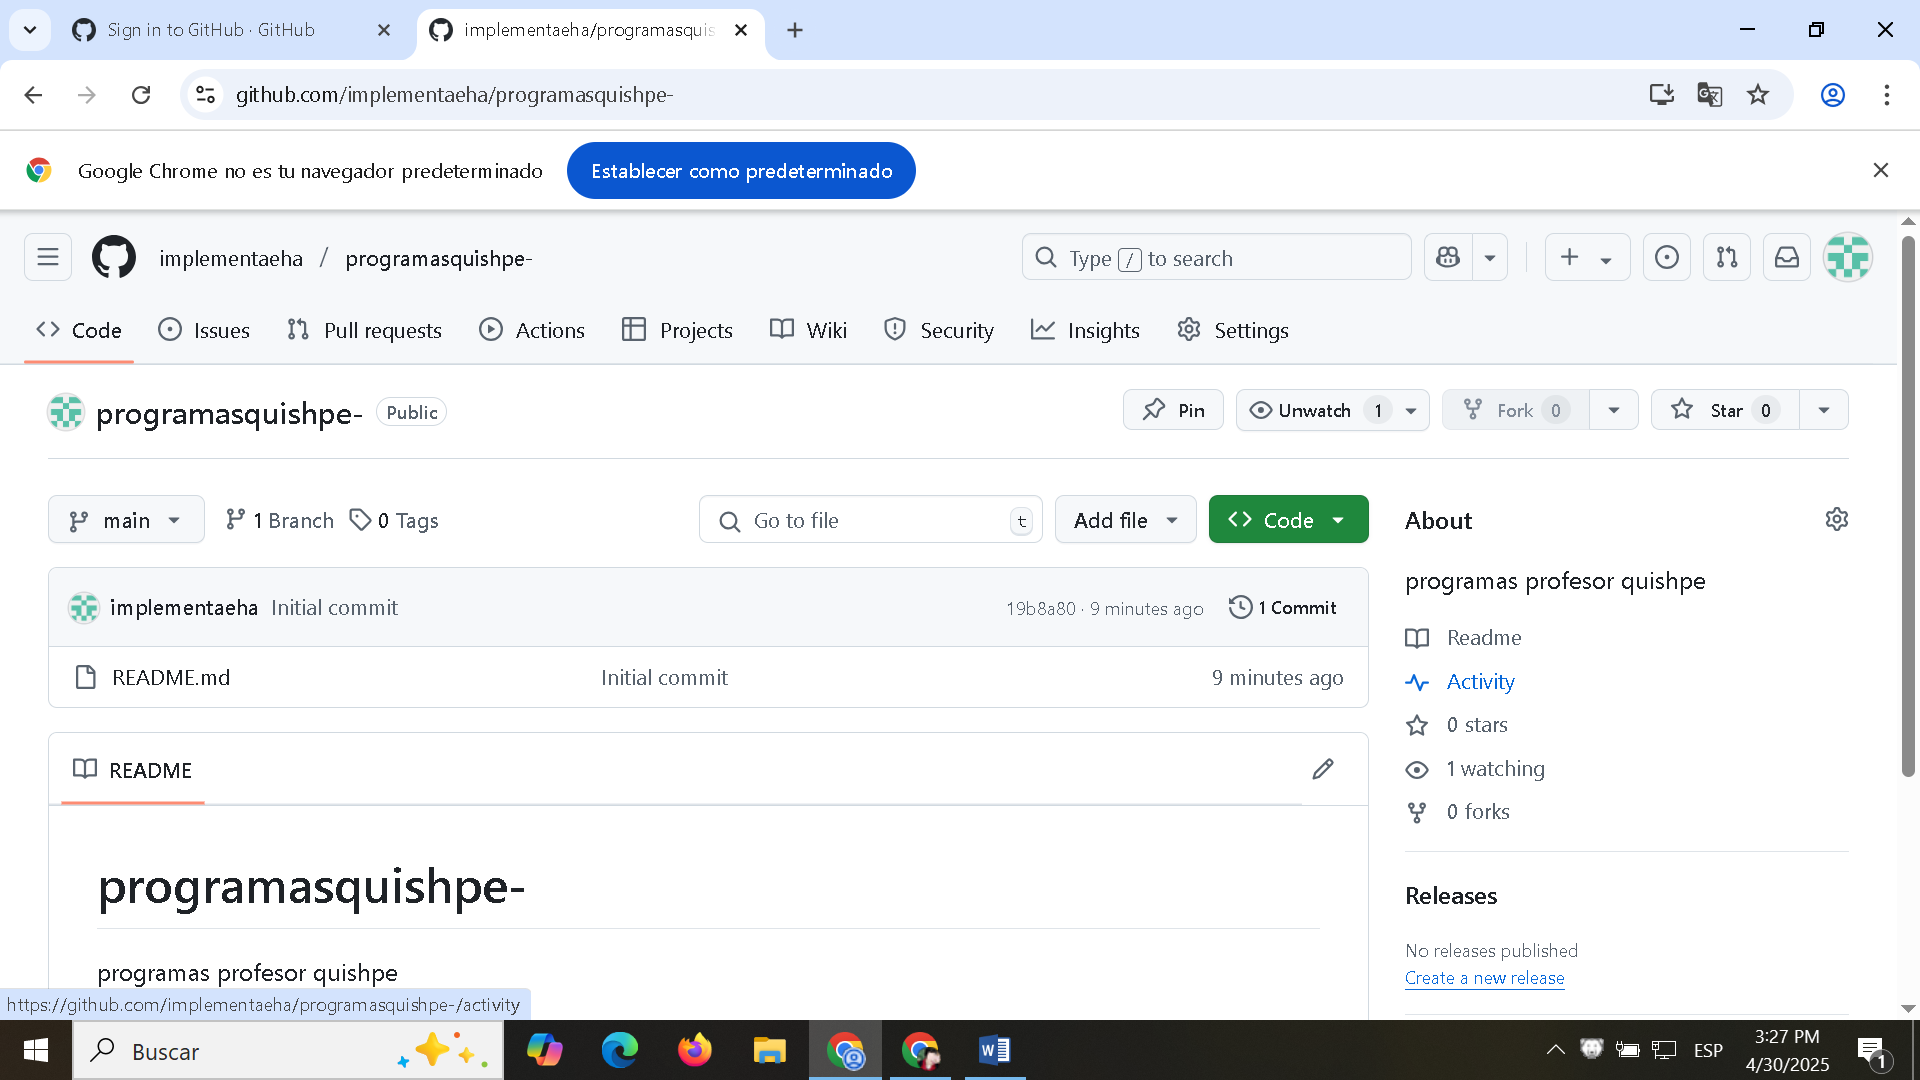 Sign in to GitHub · GitHub
implementaeha/programasquis
github.com/implementaeha/programasquishpe-
Google Chrome no es tu navegador predeterminado
Establecer como predeterminado
implementaeha / programasquishpe-
Type / to search
Code
Issues
Pull requests
Actions
Projects
Wiki
Security
Insights
Settings
programasquishpe-
Public
Pin
Unwatch 1
Fork 0
Star 0
main
1 Branch
0 Tags
Go to file
t
Add file
Code
About
programas profesor quishpe
implementaeha Initial commit
19b8a80 · 9 minutes ago
1 Commit
README.md
Initial commit
9 minutes ago
Readme
Activity
0 stars
1 watching
0 forks
README
programasquishpe-
programas profesor quishpe
Releases
No releases published
Create a new release
https://github.com/implementaeha/programasquishpe-/activity
Buscar
ESP
3:27 PM
4/30/2025
1